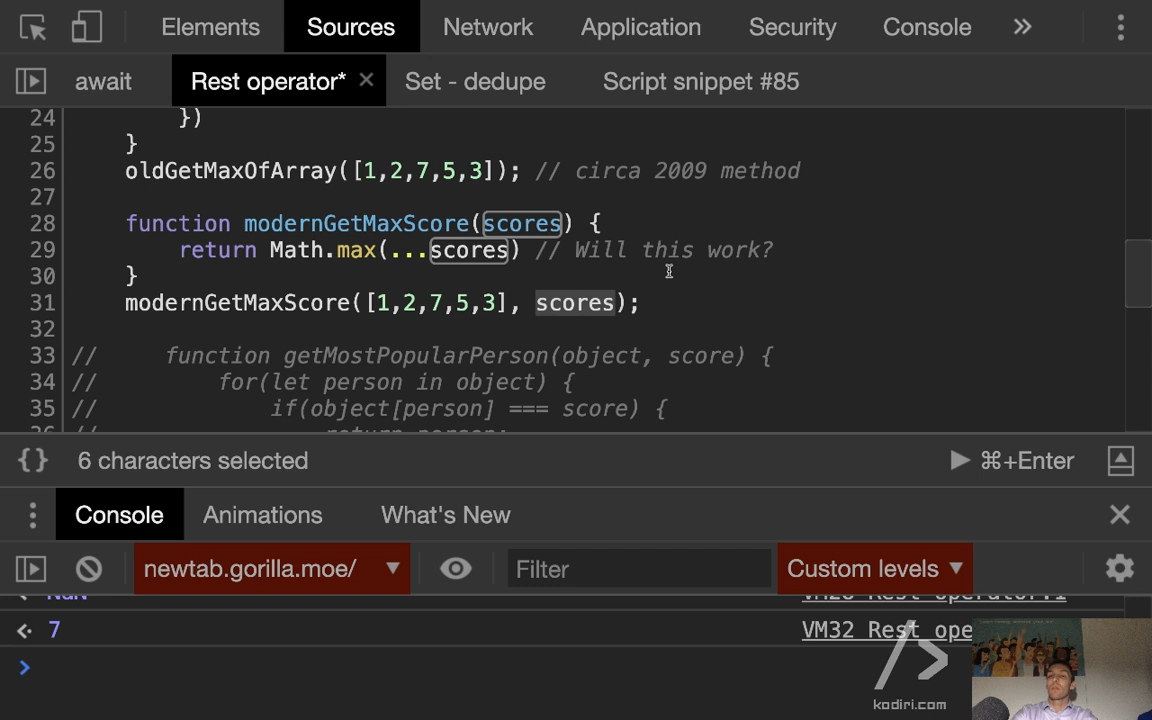 Elements Sources Network Application Security Console »
await Rest operator* × Set - dedupe Script snippet #85
24 })
25 }
26 oldGetMaxOfArray([1,2,7,5,3]); // circa 2009 method
27
28 function modernGetMaxScore(scores) {
29 return Math.max(...scores) // Will this work?
30 }
31 modernGetMaxScore([1,2,7,5,3], scores);
32
33 // function getMostPopularPerson(object, score) {
34 // for(let person in object) {
35 // if(object[person] === score) {
// return person;
{} 6 characters selected ⌘+Enter
Console Animations What's New
newtab.gorilla.moe/ Filter Custom levels
NaN
7 VM32 Rest ope
kodiri.com